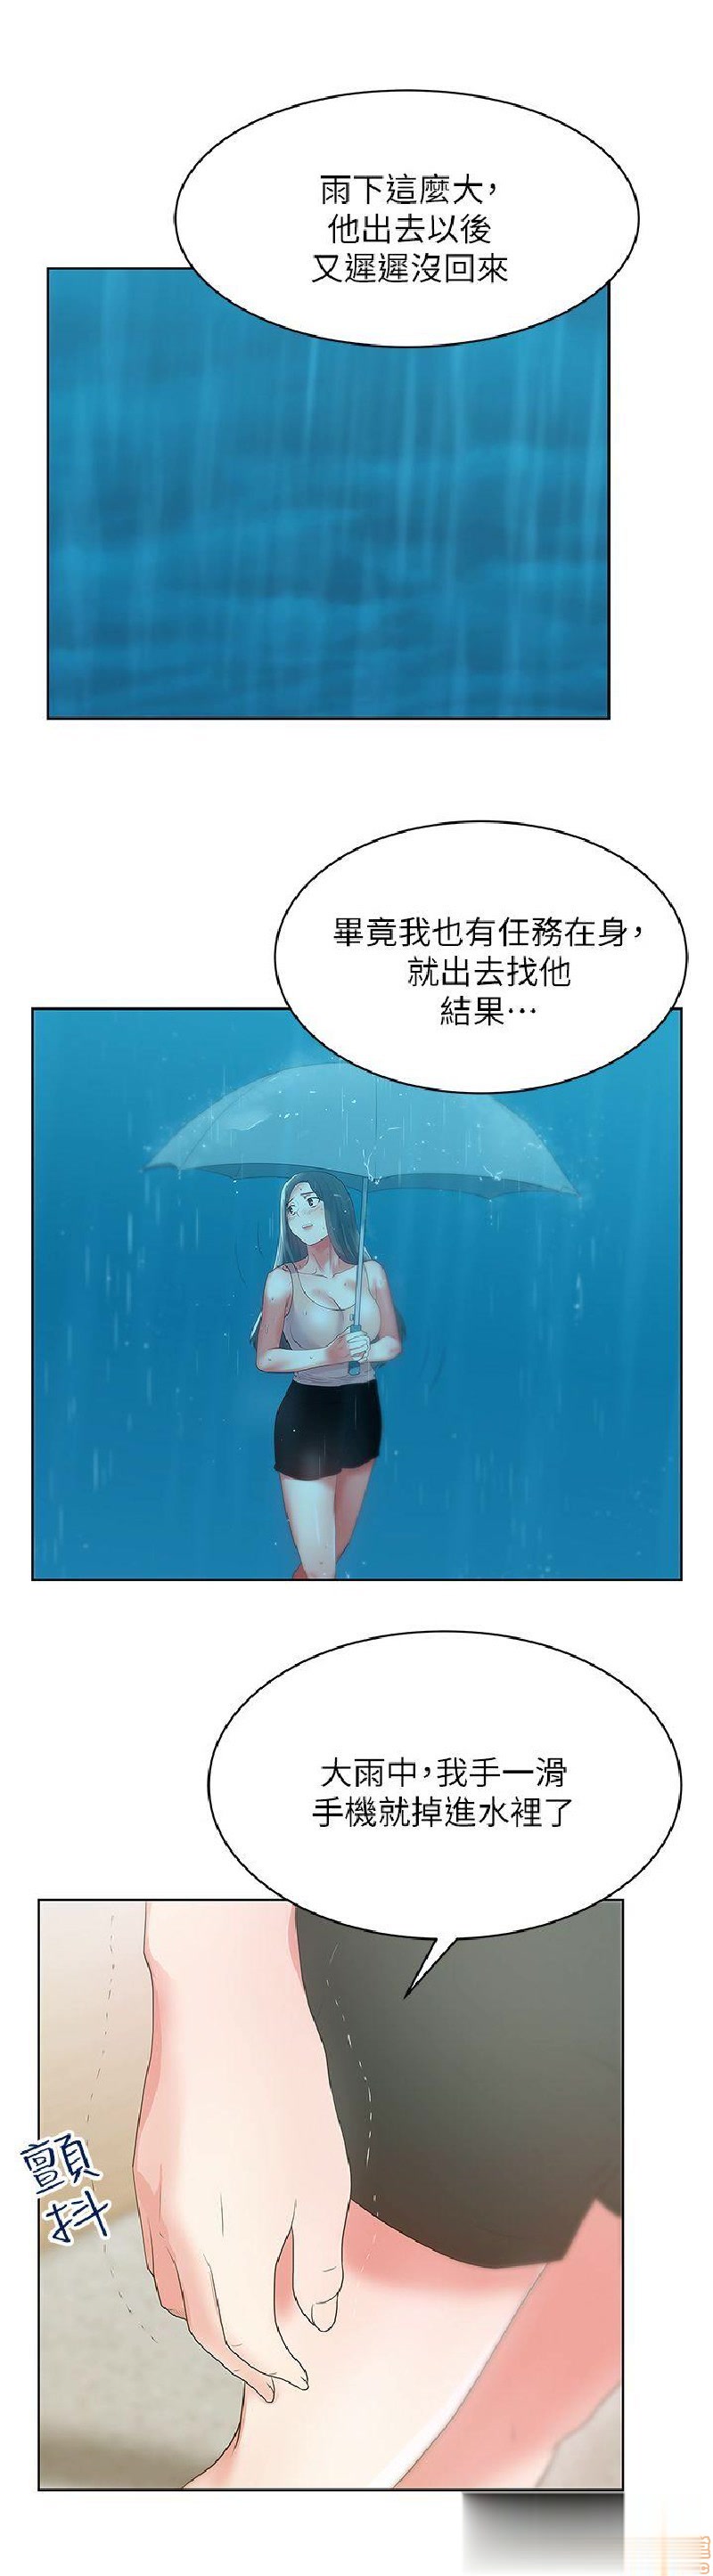 雨下這麼大，
他出去以後
又遲遲沒回來
畢竟我也有任務在身，
就出去找他
結果…
大雨中，我手一滑
手機就掉進水裡了
顫
抖